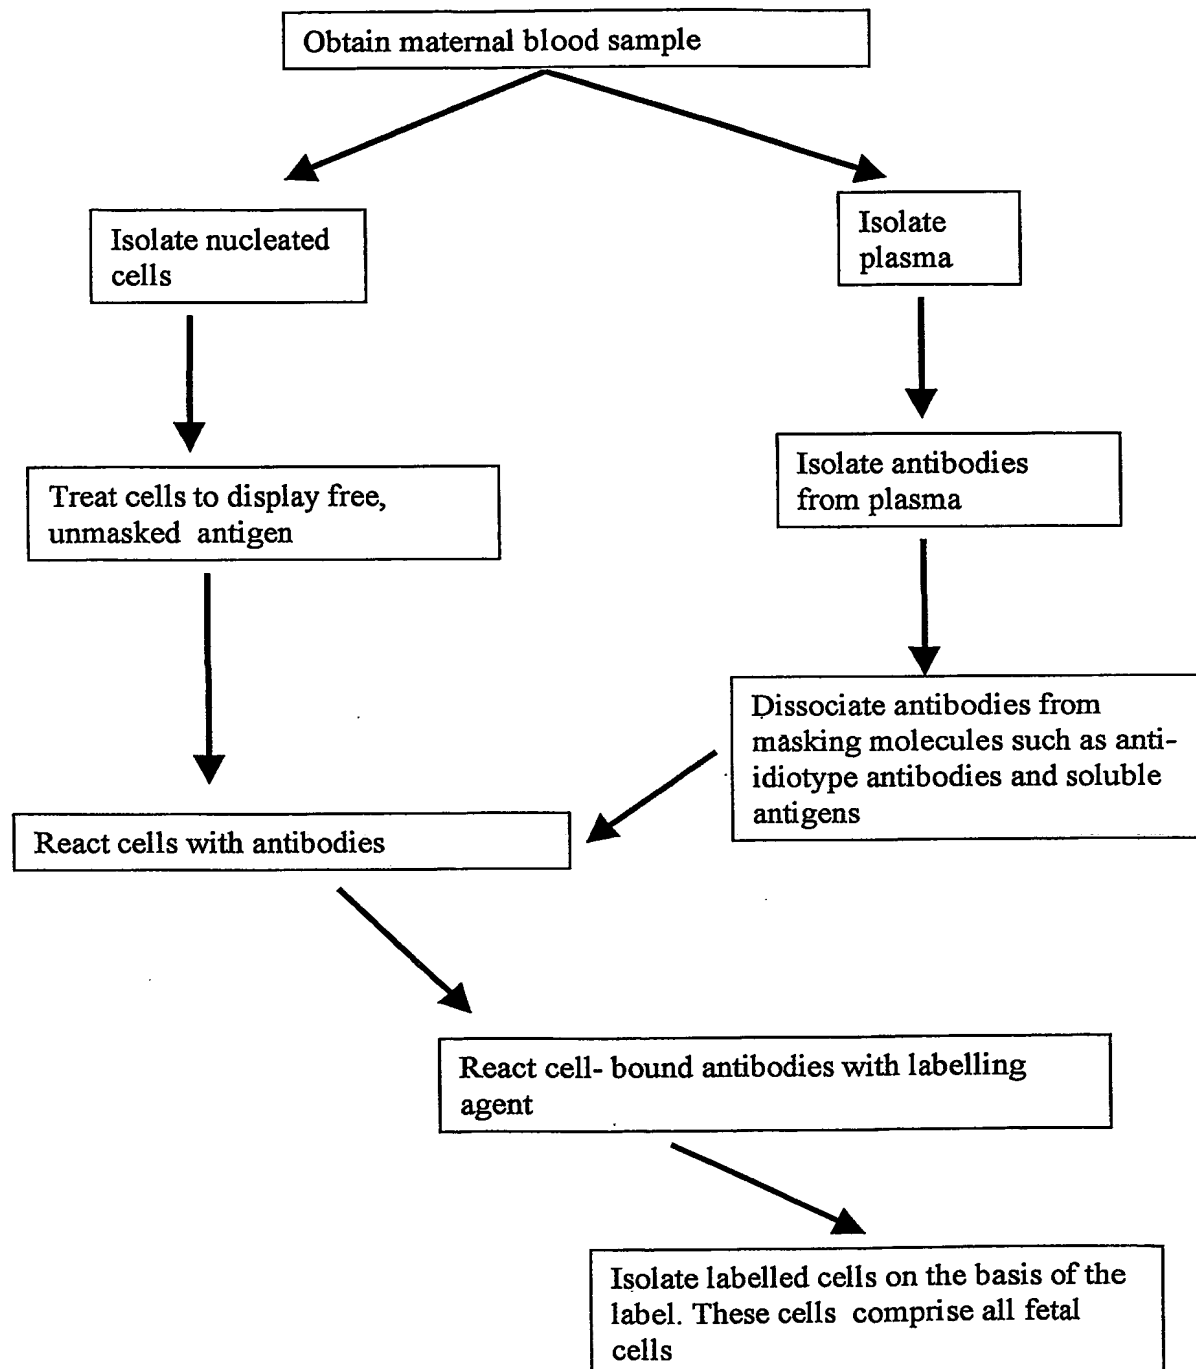 Obtain maternal blood sample
Isolate nucleated
cells
Isolate
plasma
Treat cells to display free,
unmasked antigen
Isolate antibodies
from plasma
Dissociate antibodies from
masking molecules such as anti-
idiotype antibodies and soluble
antigens
React cells with antibodies
React cell- bound antibodies with labelling
agent
Isolate labelled cells on the basis of the
label. These cells comprise all fetal
cells